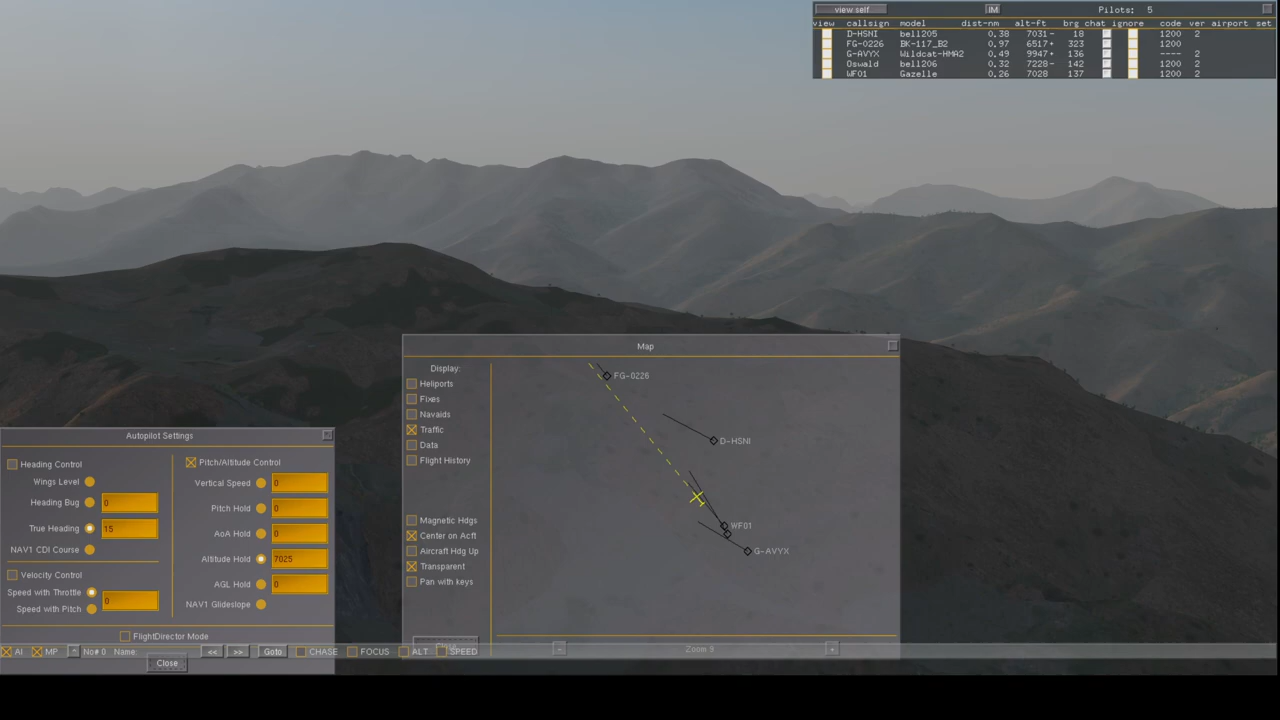 view self IM Pilots: 5
view callsign model dist-nm alt-ft brg chat ignore code ver airport set
D-HSNI bell205 0.38 7031- 18 1200 2
FG-0226 BK-117_B2 0.97 6517+ 323 1200
G-AVYX Wildcat-HMA2 0.49 9947+ 136 ---- 2
Oswald bell206 0.32 7228- 142 1200 2
WF01 Gazelle 0.26 7028 137 1200 2
Map
Display:
Heliports
Fixes
Navaids
Traffic
Data
Flight History
Magnetic Hdgs
Center on Acft
Aircraft Hdg Up
Transparent
Pan with keys
FG-0226
D-HSNI
WF01
G-AVYX
- Zoom 9 +
Autopilot Settings
Heading Control
Wings Level
Heading Bug 0
True Heading 15
NAV1 CDI Course
Velocity Control
Speed with Throttle 0
Speed with Pitch
Pitch/Altitude Control
Vertical Speed 0
Pitch Hold 0
AoA Hold 0
Altitude Hold 7025
AGL Hold 0
NAV1 Glideslope
FlightDirector Mode
AI MP ^ No# 0 Name: << >> Goto CHASE FOCUS ALT SPEED
Close